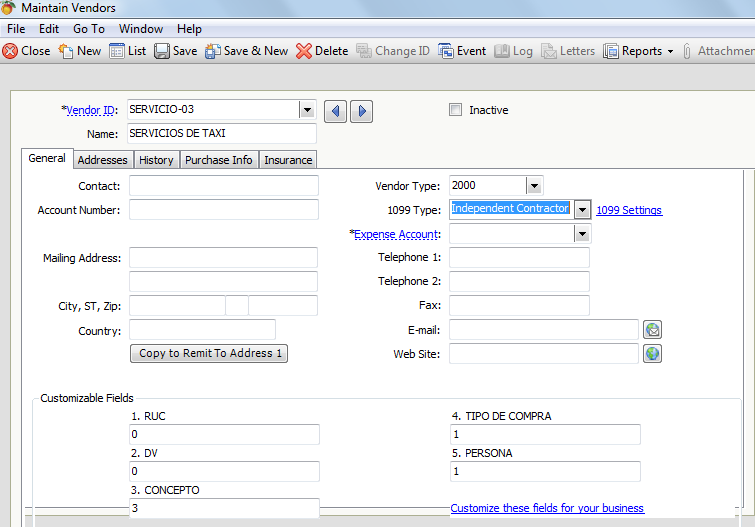 Maintain Vendors
File Edit Go To Window Help
Close New List Save Save & New Delete Change ID Event Log Letters Reports Attachmen
*Vendor ID: SERVICIO-03 Inactive
Name: SERVICIOS DE TAXI
General Addresses History Purchase Info Insurance
Contact: Vendor Type: 2000
Account Number: 1099 Type: Independent Contractor 1099 Settings
*Expense Account:
Mailing Address: Telephone 1:
Telephone 2:
City, ST, Zip: Fax:
Country: E-mail:
Copy to Remit To Address 1 Web Site:
Customizable Fields
1. RUC 4. TIPO DE COMPRA
0 1
2. DV 5. PERSONA
0 1
3. CONCEPTO
3 Customize these fields for your business